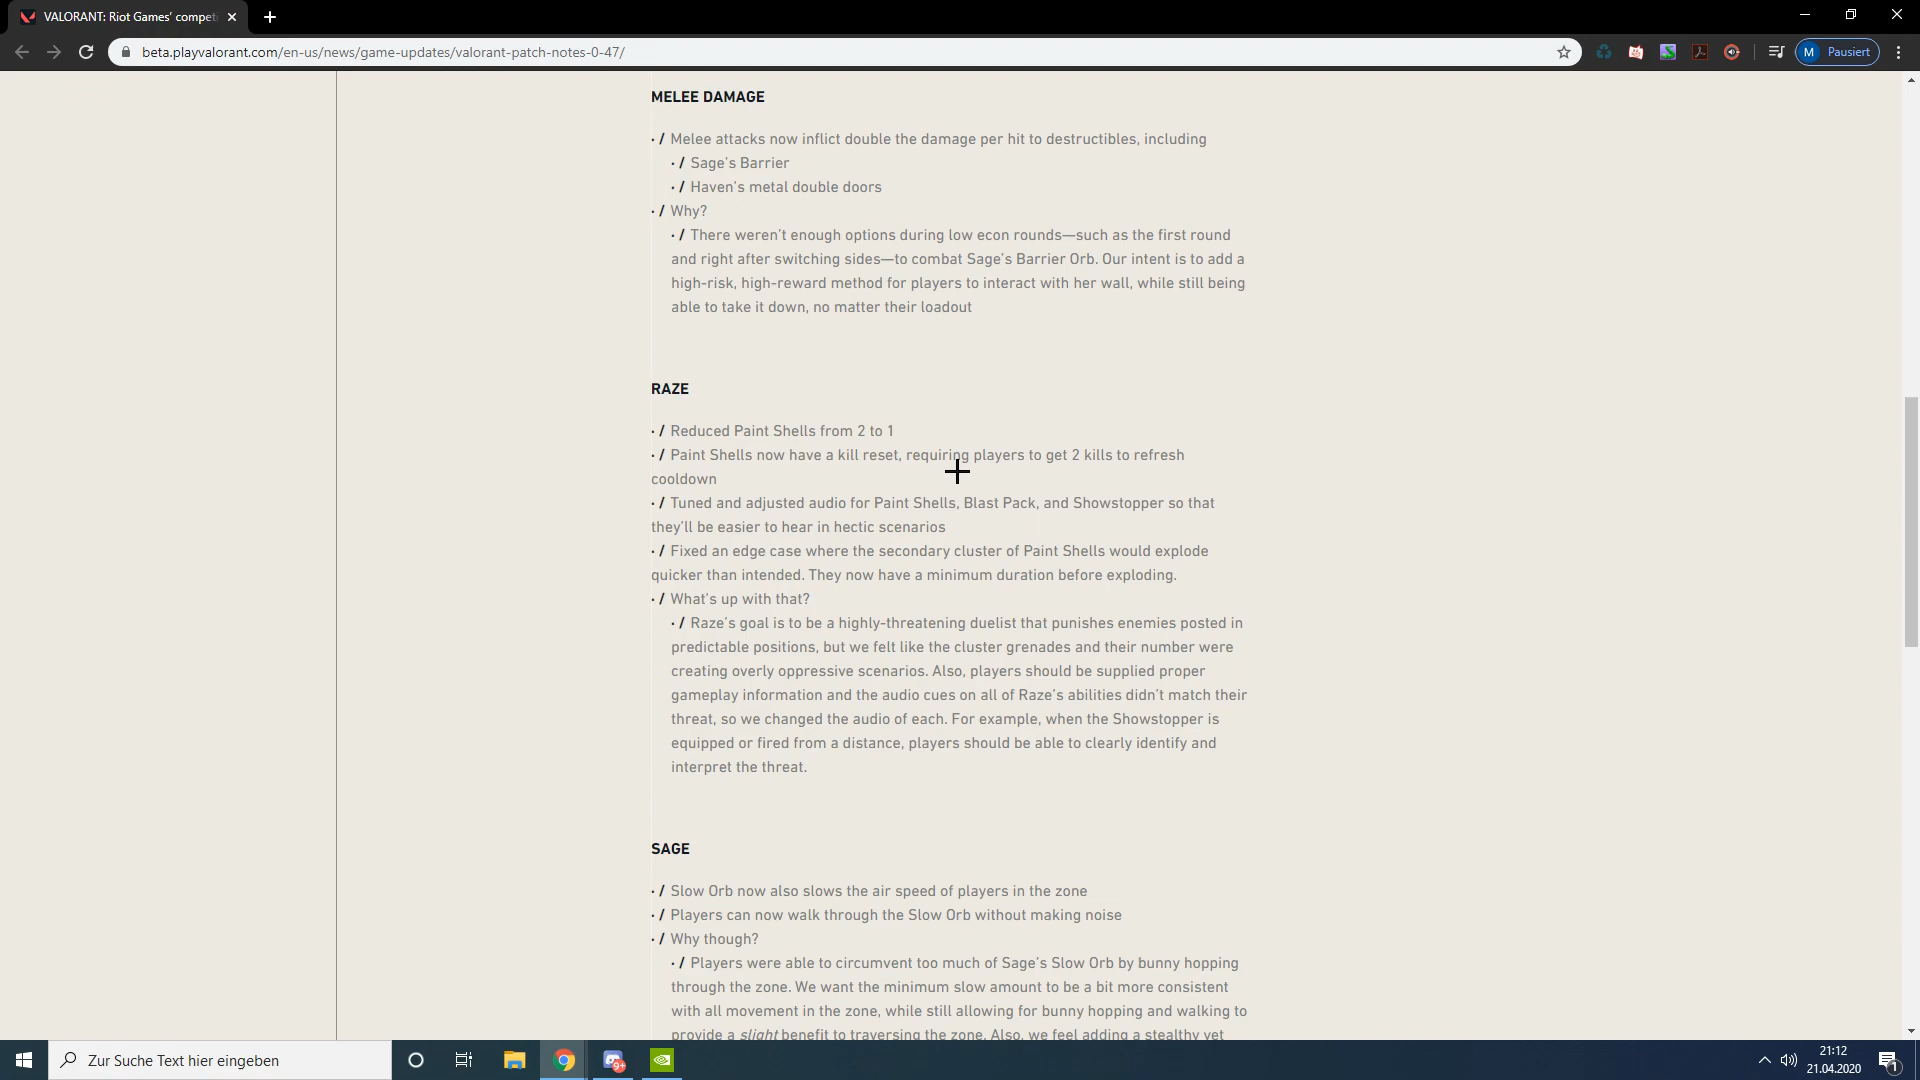 VALORANT: Riot Games' competi
beta.playvalorant.com/en-us/news/game-updates/valorant-patch-notes-0-47/
M Pausiert
MELEE DAMAGE
· / Melee attacks now inflict double the damage per hit to destructibles, including
· / Sage's Barrier
· / Haven's metal double doors
· / Why?
· / There weren't enough options during low econ rounds—such as the first round
and right after switching sides—to combat Sage's Barrier Orb. Our intent is to add a
high-risk, high-reward method for players to interact with her wall, while still being
able to take it down, no matter their loadout
RAZE
· / Reduced Paint Shells from 2 to 1
· / Paint Shells now have a kill reset, requiring players to get 2 kills to refresh
cooldown
· / Tuned and adjusted audio for Paint Shells, Blast Pack, and Showstopper so that
they'll be easier to hear in hectic scenarios
· / Fixed an edge case where the secondary cluster of Paint Shells would explode
quicker than intended. They now have a minimum duration before exploding.
· / What's up with that?
· / Raze's goal is to be a highly-threatening duelist that punishes enemies posted in
predictable positions, but we felt like the cluster grenades and their number were
creating overly oppressive scenarios. Also, players should be supplied proper
gameplay information and the audio cues on all of Raze's abilities didn't match their
threat, so we changed the audio of each. For example, when the Showstopper is
equipped or fired from a distance, players should be able to clearly identify and
interpret the threat.
SAGE
· / Slow Orb now also slows the air speed of players in the zone
· / Players can now walk through the Slow Orb without making noise
· / Why though?
· / Players were able to circumvent too much of Sage's Slow Orb by bunny hopping
through the zone. We want the minimum slow amount to be a bit more consistent
with all movement in the zone, while still allowing for bunny hopping and walking to
provide a slight benefit to traversing the zone. Also, we feel adding a stealthy yet
Zur Suche Text hier eingeben
9+
21:12
21.04.2020
1